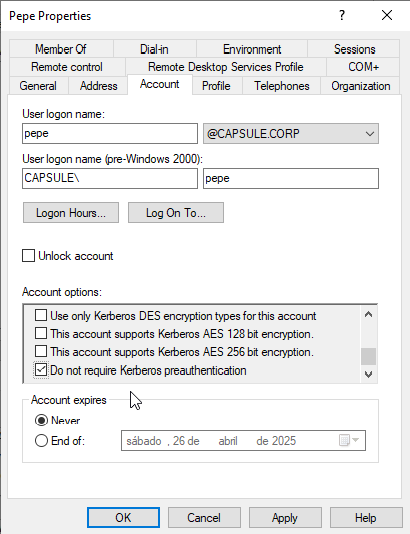 Pepe Properties
? ×
Member Of Dial-in Environment Sessions
Remote control Remote Desktop Services Profile COM+
General Address Account Profile Telephones Organization
User logon name:
pepe @CAPSULE.CORP
User logon name (pre-Windows 2000):
CAPSULE\ pepe
Logon Hours... Log On To...
Unlock account
Account options:
Use only Kerberos DES encryption types for this account
This account supports Kerberos AES 128 bit encryption.
This account supports Kerberos AES 256 bit encryption.
Do not require Kerberos preauthentication
Account expires
Never
End of: sábado , 26 de abril de 2025
OK Cancel Apply Help